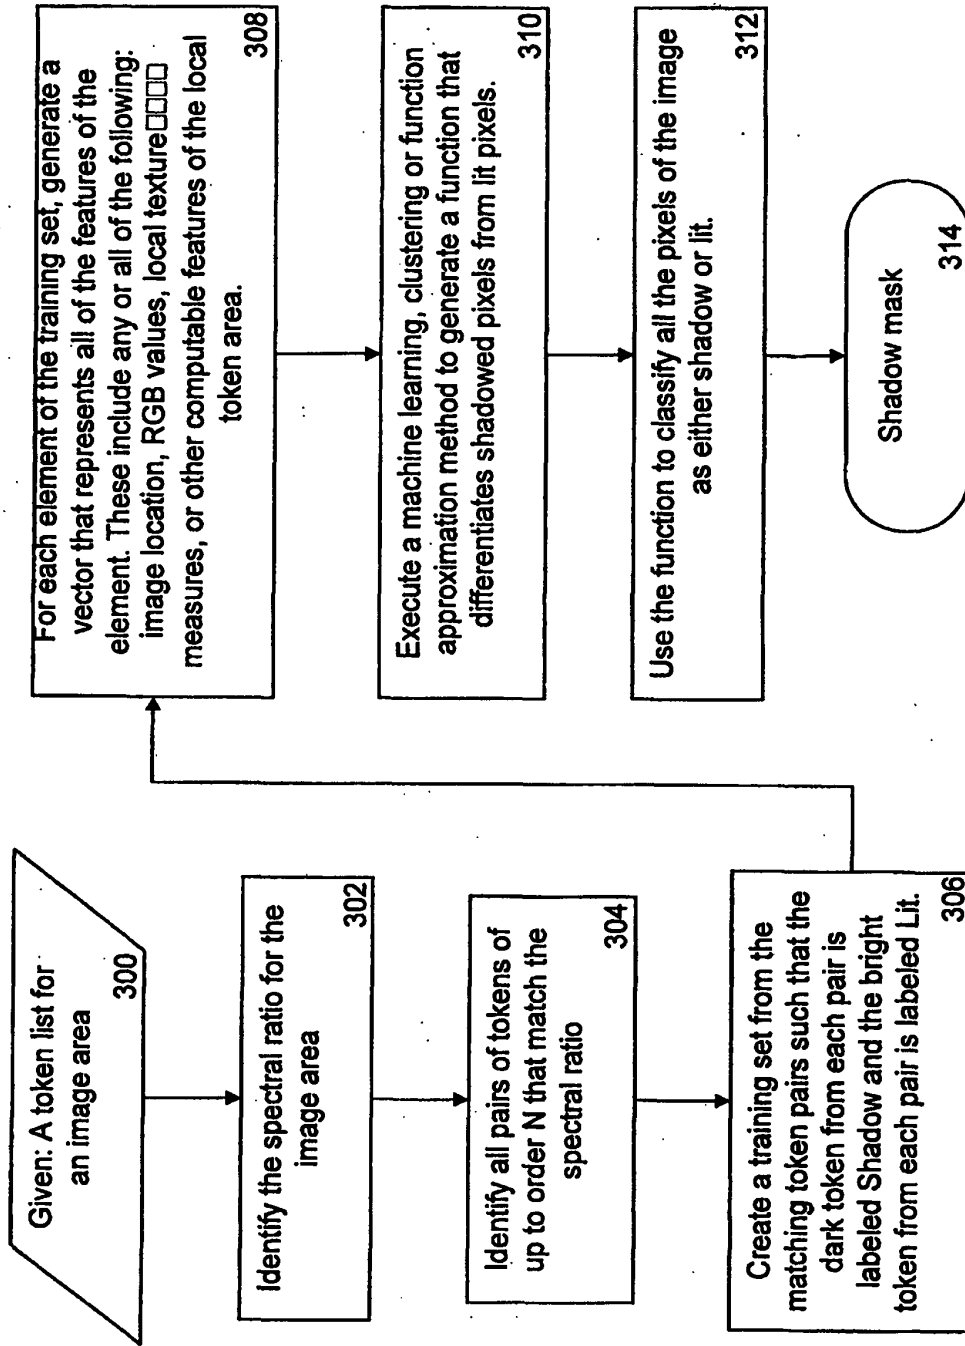 Given: A token list for
an image area
300
Identify the spectral ratio for the
image area
302
Identify all pairs of tokens of
up to order N that match the
spectral ratio
304
Create a training set from the
matching token pairs such that the
dark token from each pair is
labeled Shadow and the bright
token from each pair is labeled Lit.
306
For each element of the training set, generate a
vector that represents all of the features of the
element. These include any or all of the following:
image location, RGB values, local texture□□□□
measures, or other computable features of the local
token area.
308
Execute a machine learning, clustering or function
approximation method to generate a function that
differentiates shadowed pixels from lit pixels.
310
Use the function to classify all the pixels of the image
as either shadow or lit.
312
Shadow mask
314